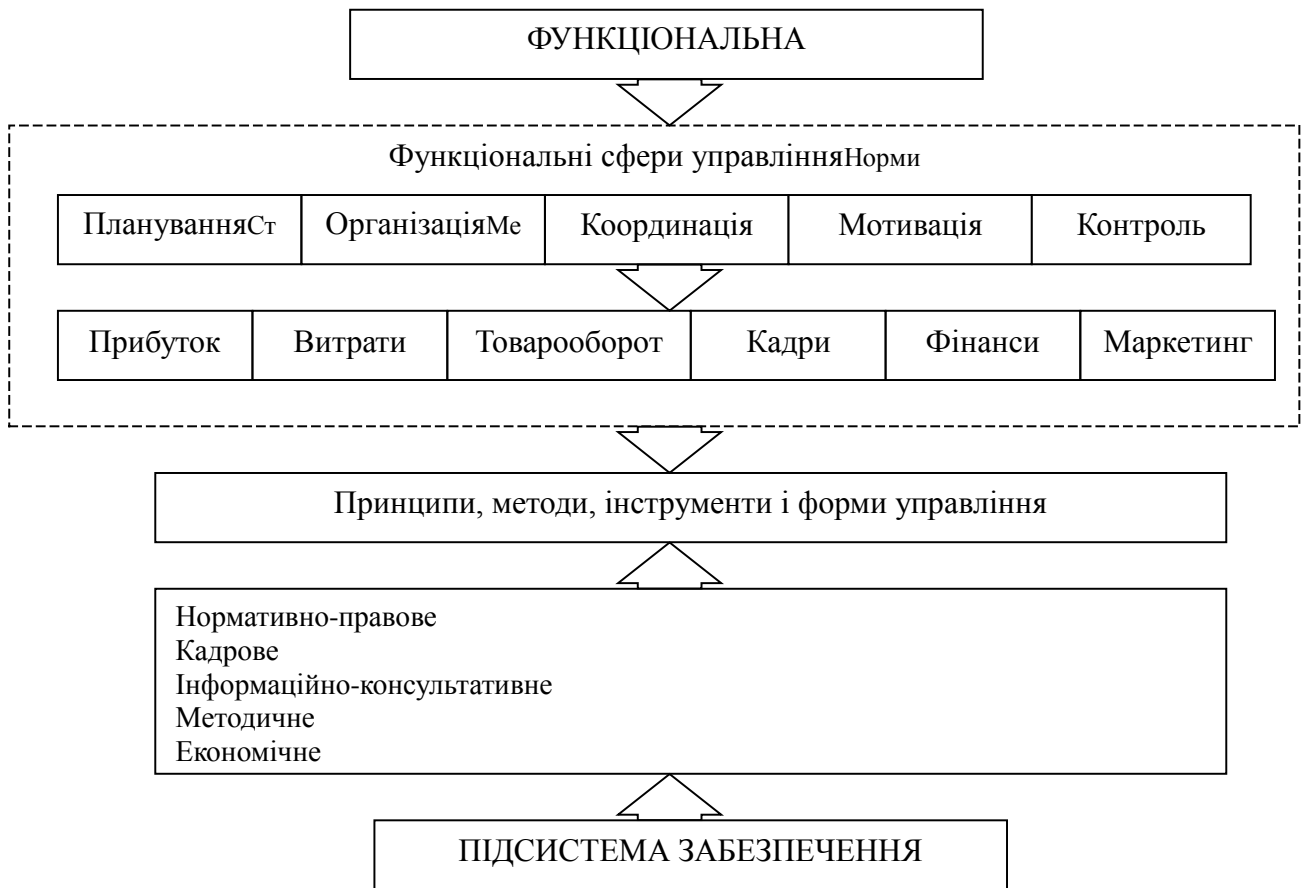 ФУНКЦІОНАЛЬНА
Функціональні сфери управлінняНорми
ПлануванняСт
ОрганізаціяМе
Координація
Мотивація
Контроль
Прибуток
Витрати
Товарооборот
Кадри
Фінанси
Маркетинг
Принципи, методи, інструменти і форми управління
Нормативно-правове
Кадрове
Інформаційно-консультативне
Методичне
Економічне
ПІДСИСТЕМА ЗАБЕЗПЕЧЕННЯ